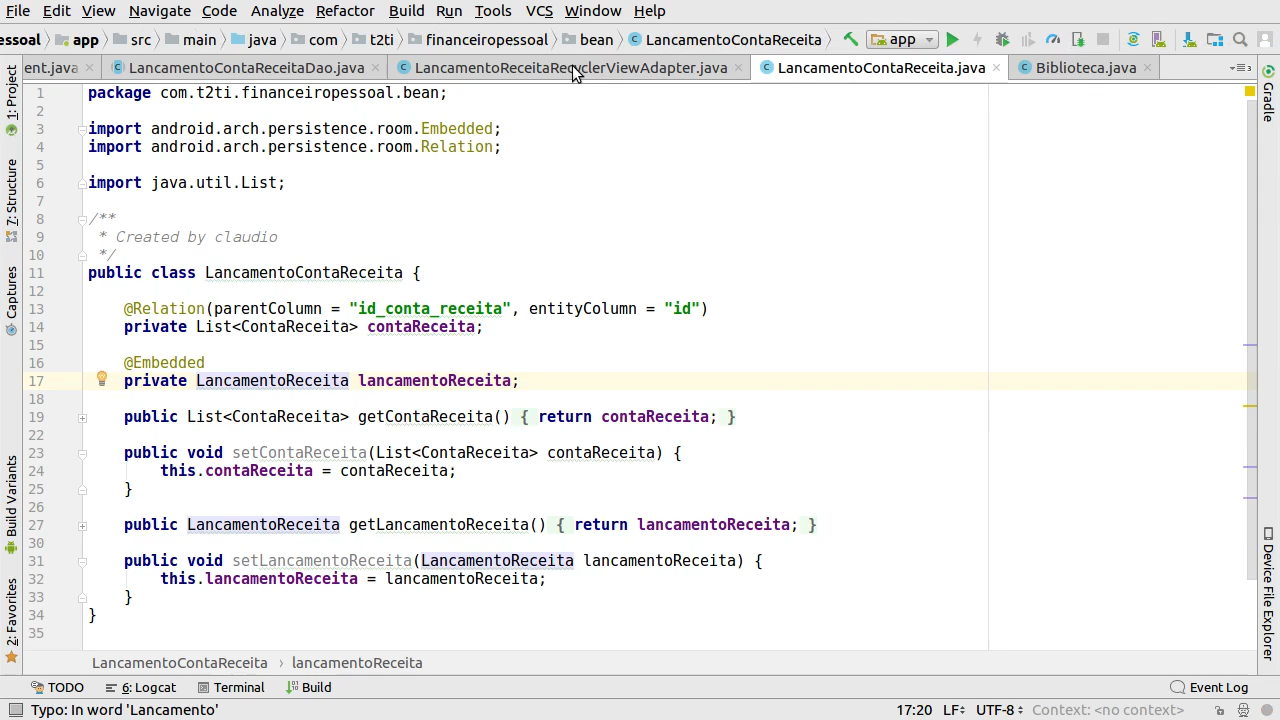 File Edit View Navigate Code Analyze Refactor Build Run Tools VCS Window Help
essoal app src main java com t2ti financeiropessoal bean LancamentoContaReceita app
ent.java LancamentoContaReceitaDao.java LancamentoReceitaRecyclerViewAdapter.java LancamentoContaReceita.java Biblioteca.java 3
1: Project
7: Structure
Captures
Build Variants
2: Favorites
1 package com.t2ti.financeiropessoal.bean;
2
3 import android.arch.persistence.room.Embedded;
4 import android.arch.persistence.room.Relation;
5
6 import java.util.List;
7
8 /**
9 * Created by claudio
10 */
11 public class LancamentoContaReceita {
12
13 @Relation(parentColumn = "id_conta_receita", entityColumn = "id")
14 private List<ContaReceita> contaReceita;
15
16 @Embedded
17 private LancamentoReceita lancamentoReceita;
18
19 public List<ContaReceita> getContaReceita() { return contaReceita; }
22
23 public void setContaReceita(List<ContaReceita> contaReceita) {
24 this.contaReceita = contaReceita;
25 }
26
27 public LancamentoReceita getLancamentoReceita() { return lancamentoReceita; }
30
31 public void setLancamentoReceita(LancamentoReceita lancamentoReceita) {
32 this.lancamentoReceita = lancamentoReceita;
33 }
34 }
35
Gradle
Device File Explorer
LancamentoContaReceita › lancamentoReceita
TODO 6: Logcat Terminal Build Event Log
Typo: In word 'Lancamento' 17:20 LF UTF-8 Context: <no context>